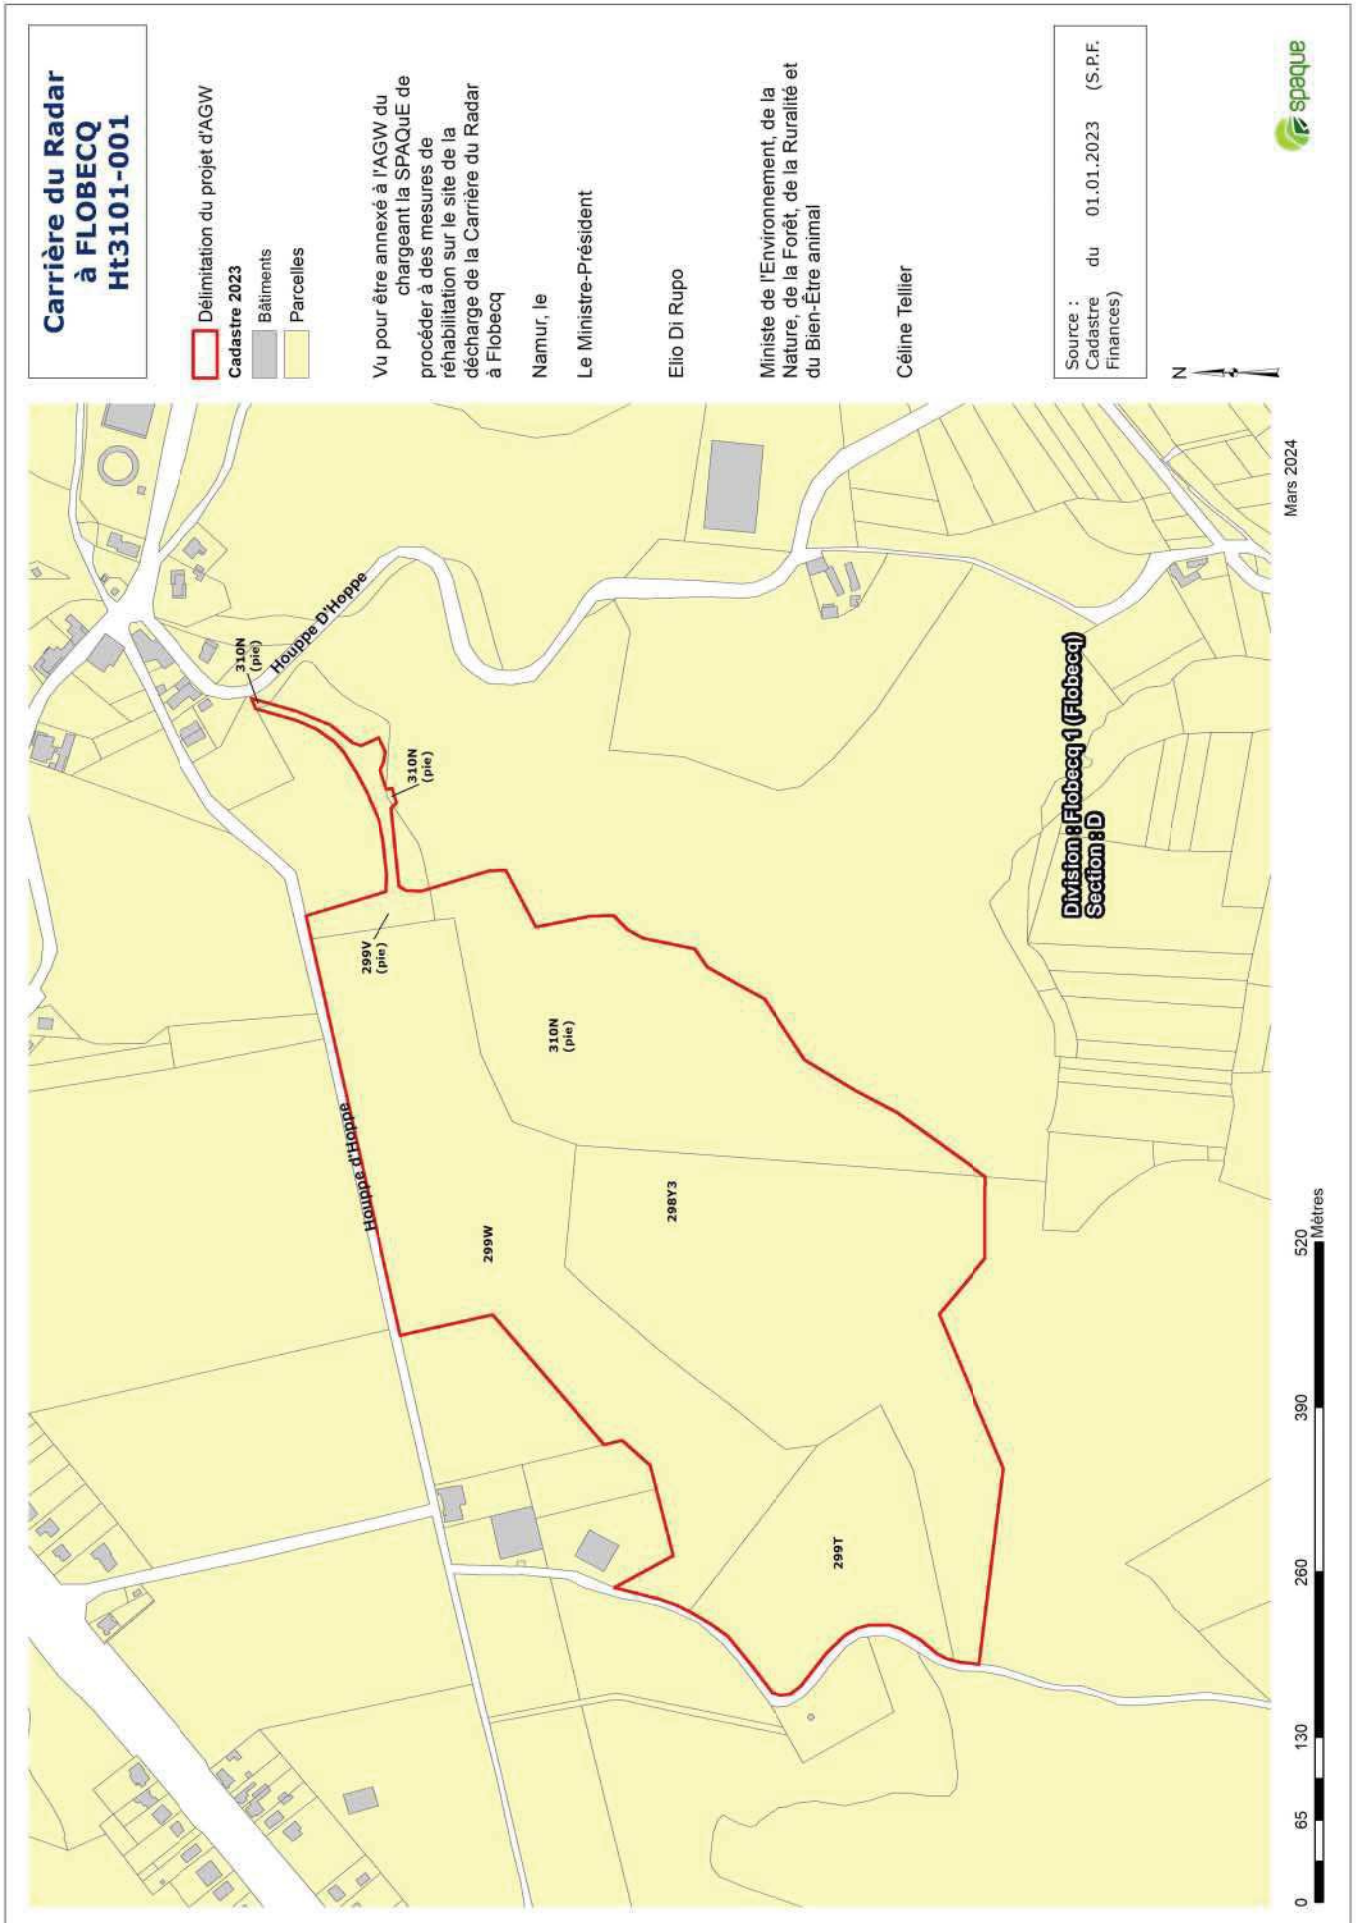 Carrière du Radar
à FLOBECQ
Ht3101-001
Délimitation du projet d'AGW
Cadastre 2023
Bâtiments
Parcelles
Vu pour être annexé à l'AGW du
chargeant la SPAQuE de
procéder à des mesures de
réhabilitation sur le site de la
décharge de la Carrière du Radar
à Flobecq
Namur, le
Le Ministre-Président
Elio Di Rupo
Ministe de l'Environnement, de la
Nature, de la Forêt, de la Ruralité et
du Bien-Être animal
Céline Tellier
Source :
Cadastre du 01.01.2023 (S.P.F.
Finances)
N
spaque
Mars 2024
310N
(pie)
Houppe D'Hoppe
310N
(pie)
299V
(pie)
310N
(pie)
Houppe d'Hoppe
299W
298Y3
299T
Division : Flobecq 1 (Flobecq)
Section : D
0 65 130 260 390 520
Mètres